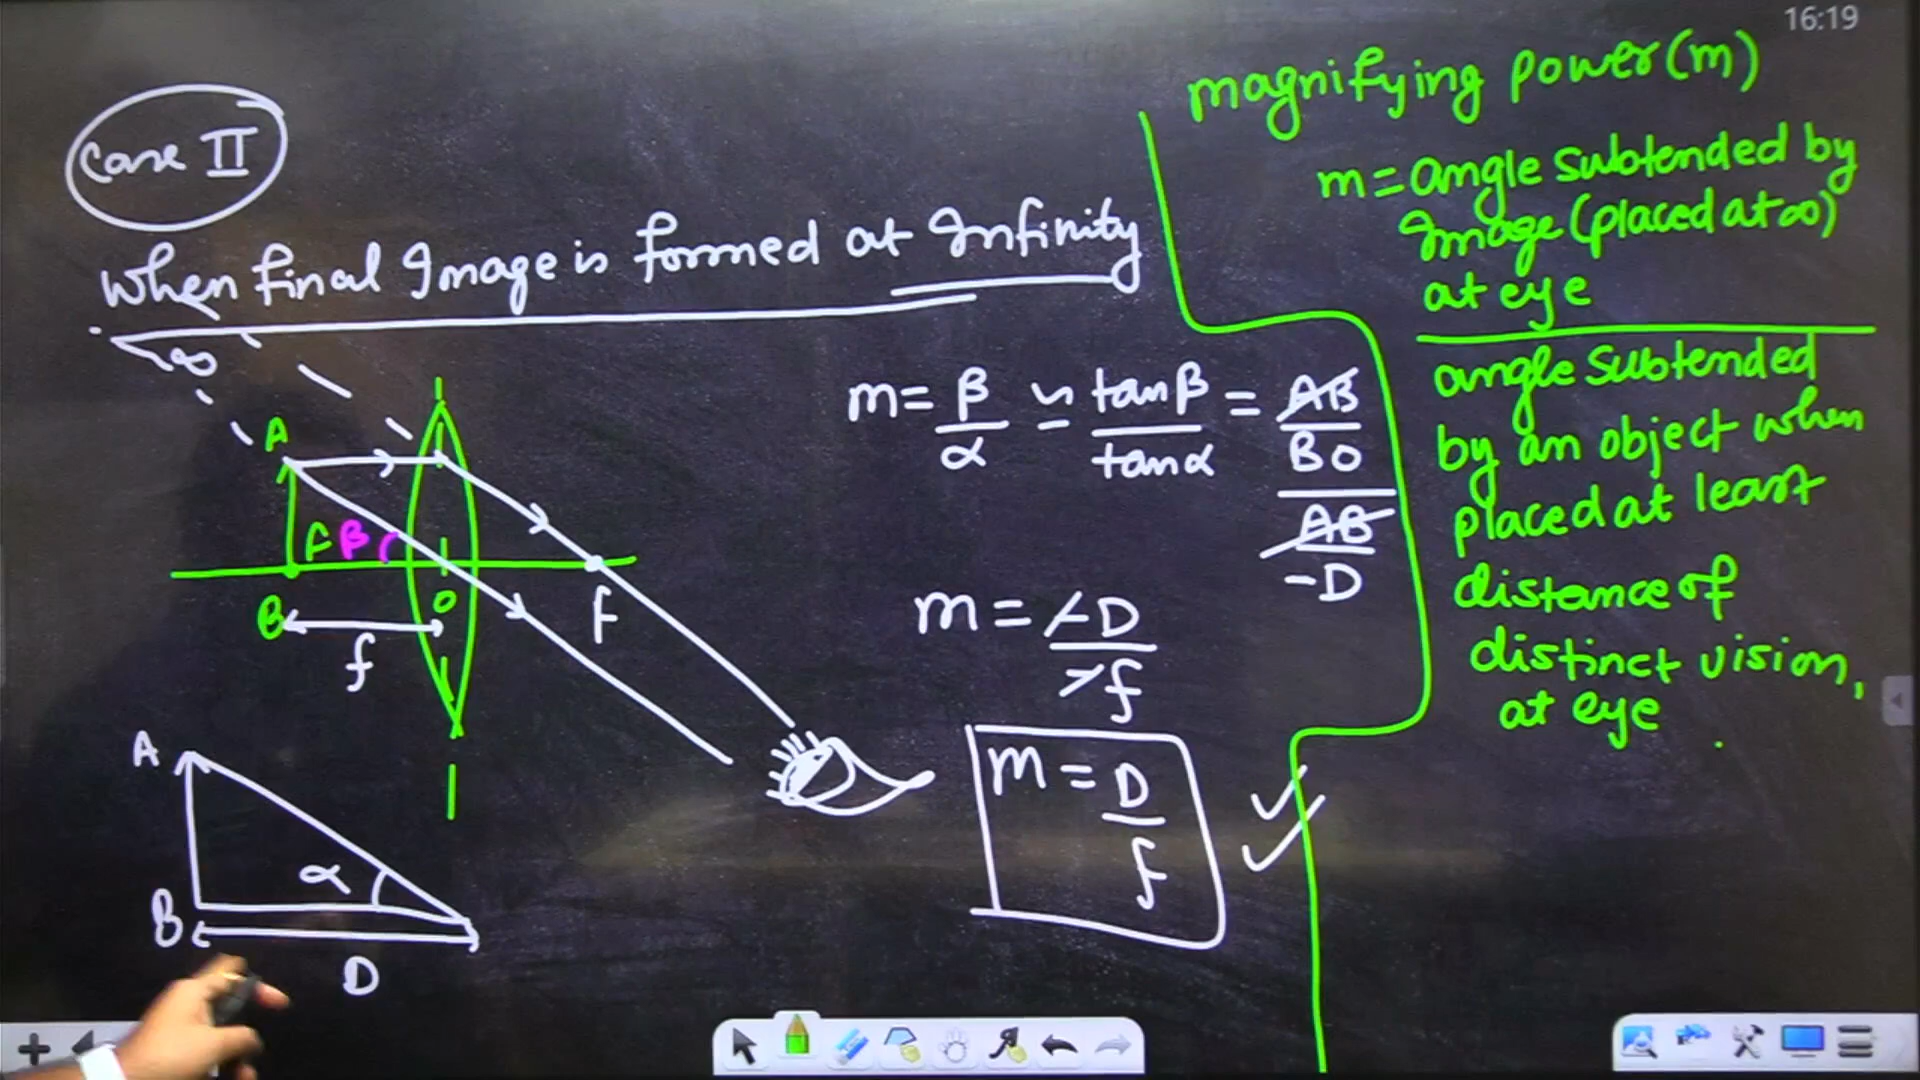 16:19
Case II
When final Image is formed at Infinity
∞
A
F β
B
O
f
F
A
α
B
D
m = β/α ≃ tanβ/tanα = AB/BO / AB/-D
m = -D/-f
m = D/f
magnifying power (m)
m = angle subtended by
Image (placed at ∞)
at eye
angle subtended
by an object when
placed at least
distance of
distinct vision,
at eye